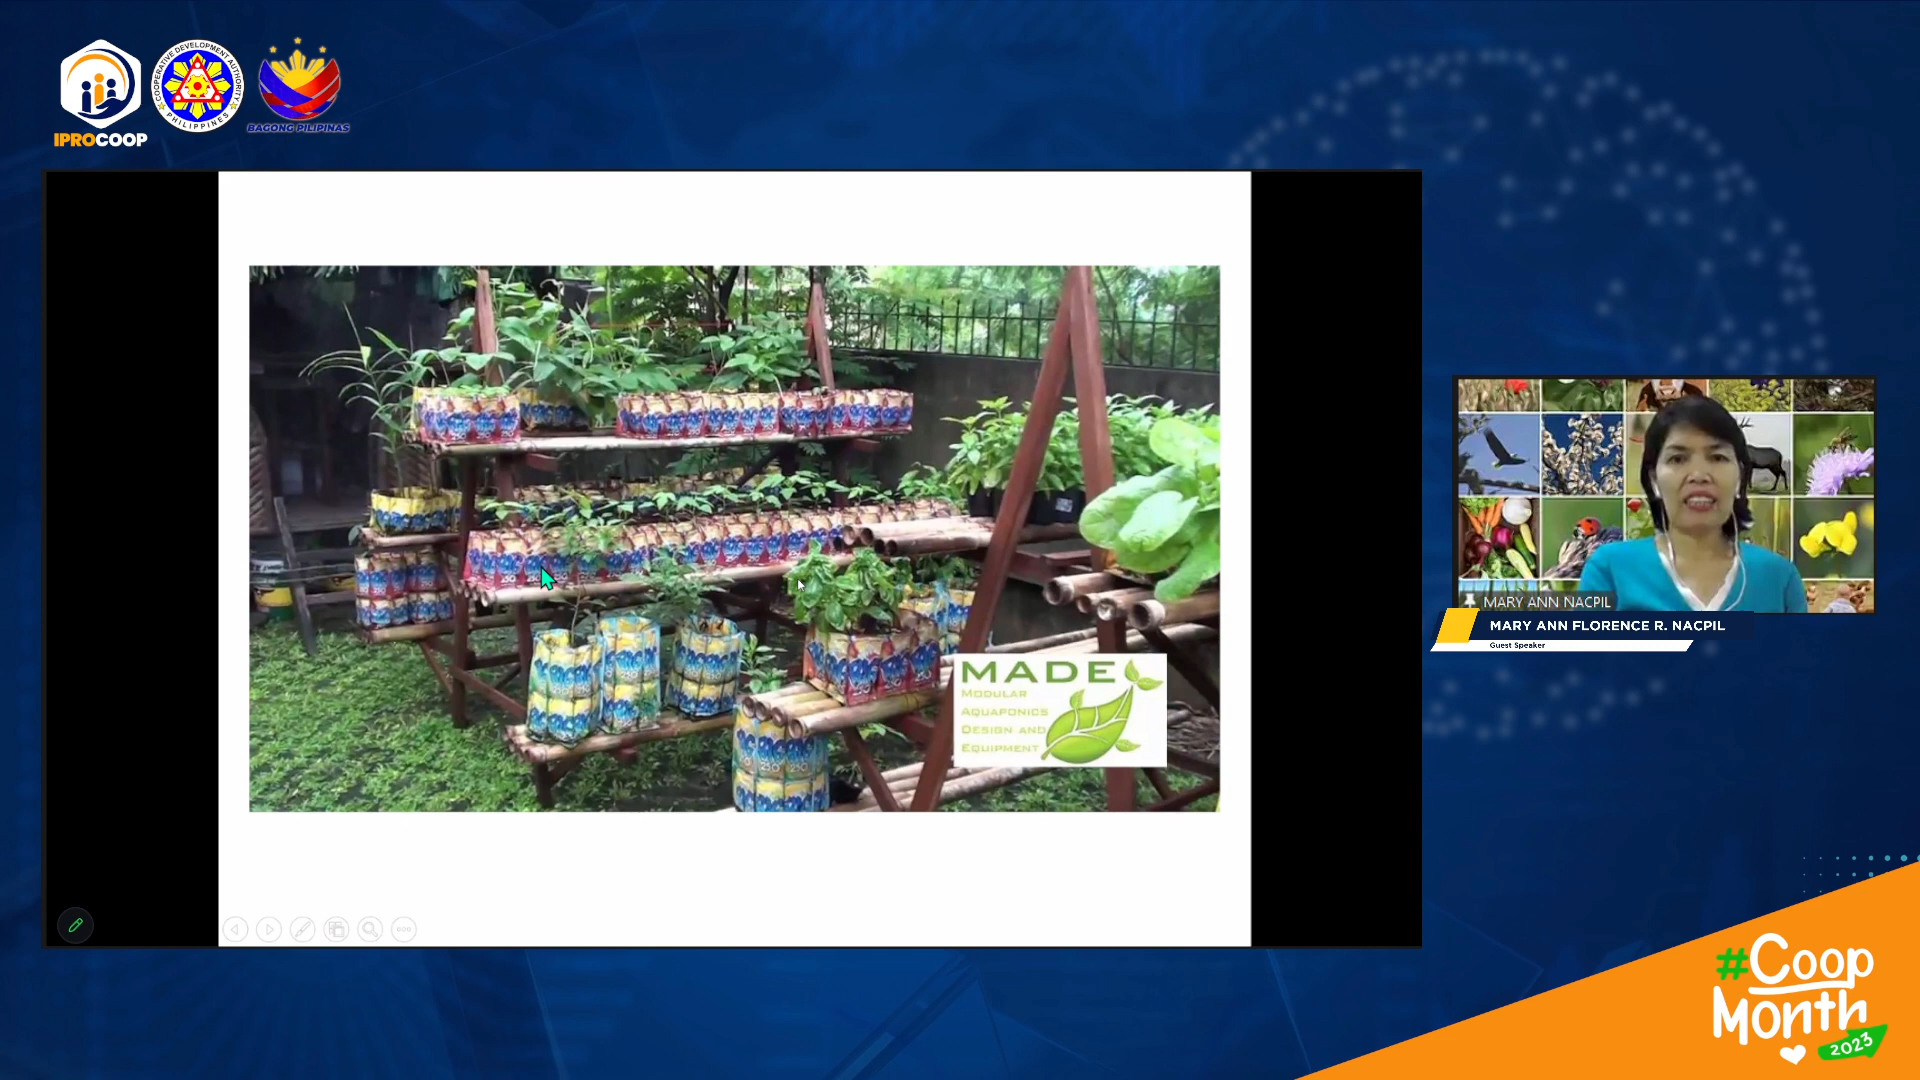 IPROCOOP
COOPERATIVE DEVELOPMENT AUTHORITY
PHILIPPINES
BAGONG PILIPINAS
MADE
MODULAR
AQUAPONICS
DESIGN AND
EQUIPMENT
MARY ANN NACPIL
MARY ANN FLORENCE R. NACPIL
Guest Speaker
#Coop
Month
2023